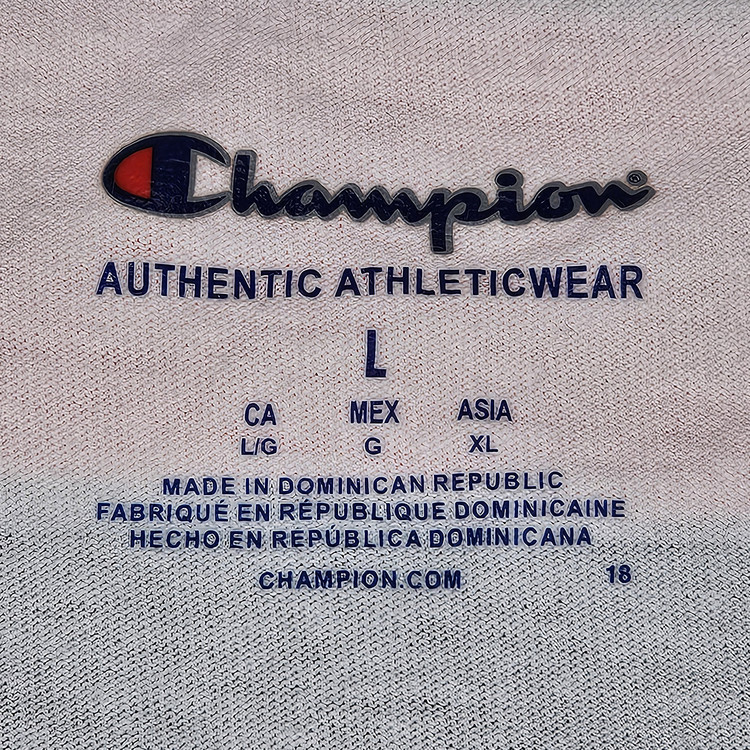 Champion®
AUTHENTIC ATHLETICWEAR
L
CA MEX ASIA
L/G G XL
MADE IN DOMINICAN REPUBLIC
FABRIQUÉ EN RÉPUBLIQUE DOMINICAINE
HECHO EN REPÚBLICA DOMINICANA
CHAMPION.COM 18